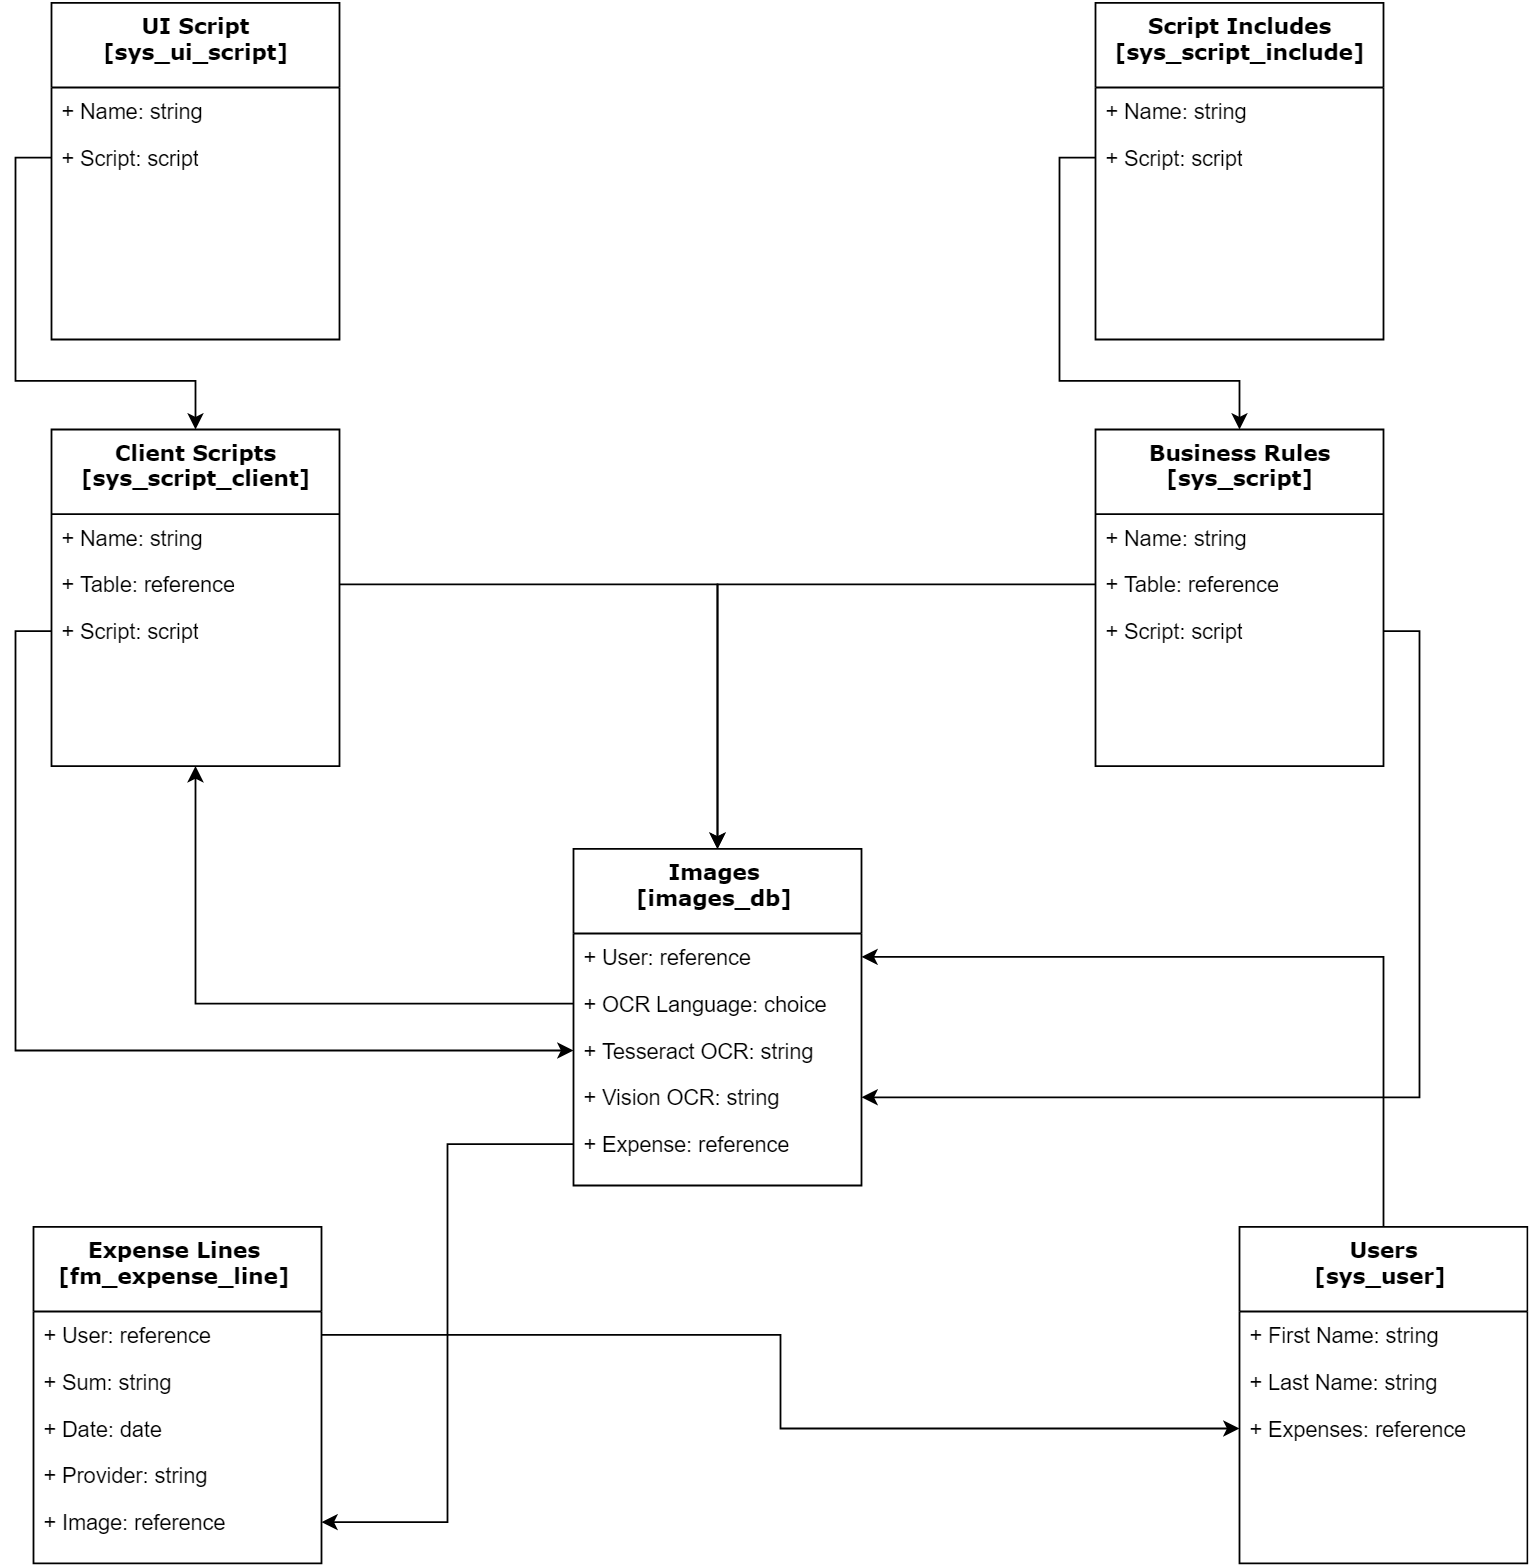 UI Script
[sys_ui_script]
+ Name: string
+ Script: script
Script Includes
[sys_script_include]
+ Name: string
+ Script: script
Client Scripts
[sys_script_client]
+ Name: string
+ Table: reference
+ Script: script
Business Rules
[sys_script]
+ Name: string
+ Table: reference
+ Script: script
Images
[images_db]
+ User: reference
+ OCR Language: choice
+ Tesseract OCR: string
+ Vision OCR: string
+ Expense: reference
Expense Lines
[fm_expense_line]
+ User: reference
+ Sum: string
+ Date: date
+ Provider: string
+ Image: reference
Users
[sys_user]
+ First Name: string
+ Last Name: string
+ Expenses: reference